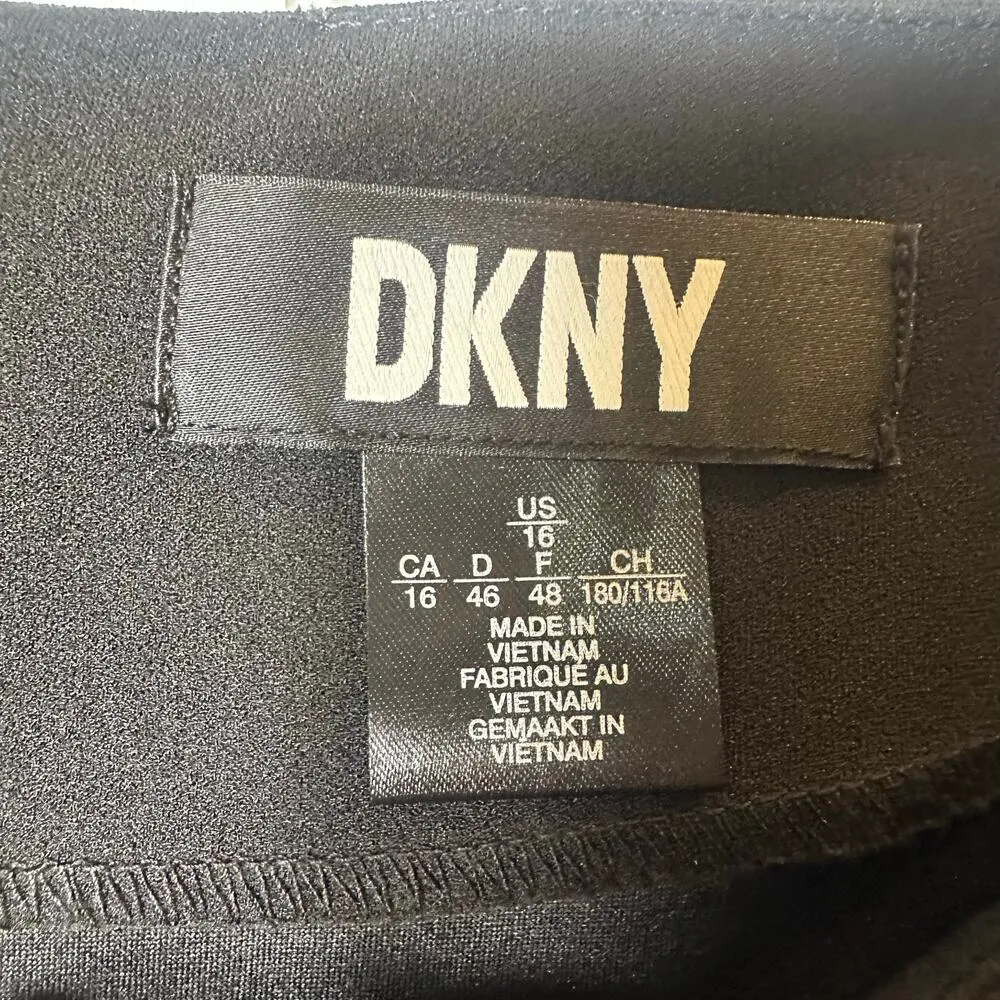 DKNY
US
16
CA D F CH
16 46 48 180/116A
MADE IN
VIETNAM
FABRIQUÉ AU
VIETNAM
GEMAAKT IN
VIETNAM